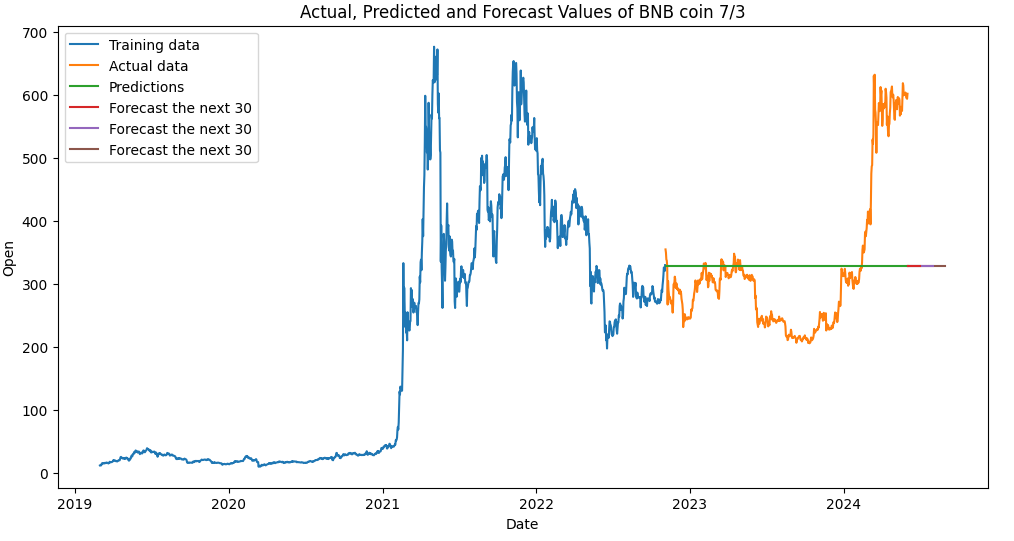 Actual, Predicted and Forecast Values of BNB coin 7/3
Training data
Actual data
Predictions
Forecast the next 30
Forecast the next 30
Forecast the next 30
700
600
500
400
300
200
100
0
Open
2019
2020
2021
2022
2023
2024
Date